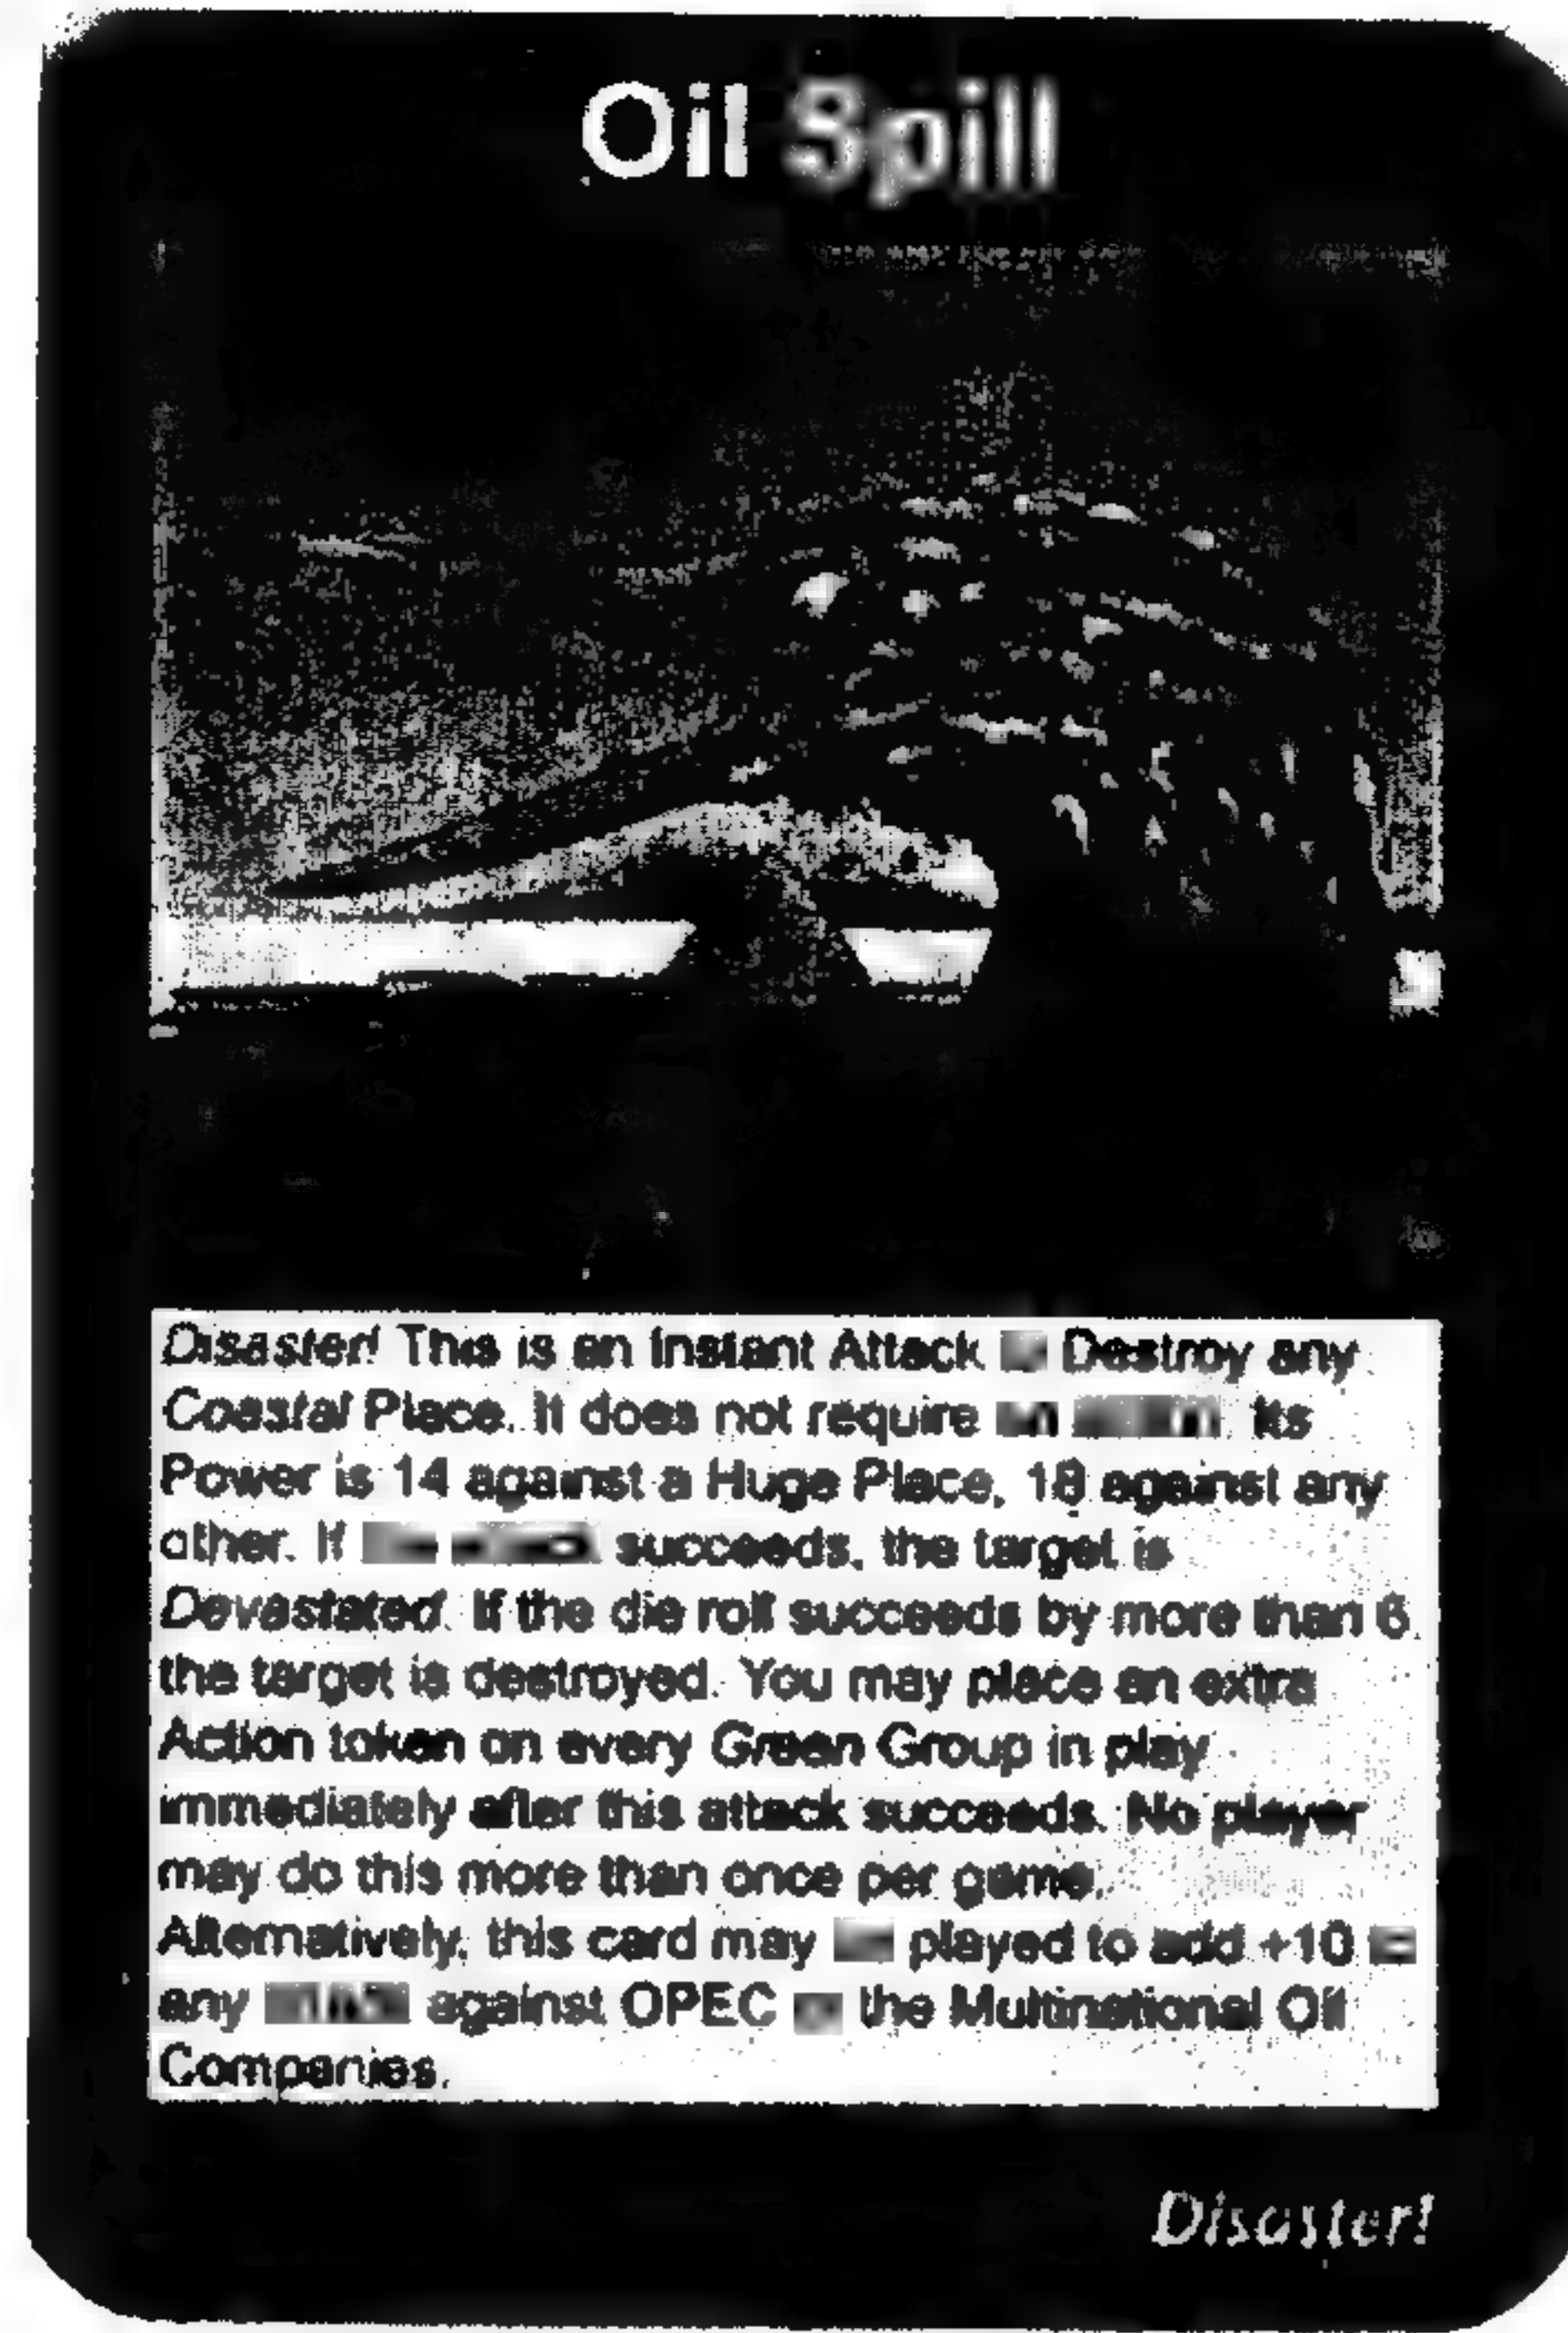 Oil Spill
Disaster! This is an Instant Attack Destroy any
Coastal Place. It does not require Its
Power is 14 against a Huge Place, 18 against any
other. If succeeds, the target is
Devastated. If the die roll succeeds by more than 6
the target is destroyed. You may place an extra
Action token on every Green Group in play
immediately after this attack succeeds. No player
may do this more than once per game.
Alternatively, this card may played to add +10
any against OPEC the Multinational Oil
Companies.
Disaster!